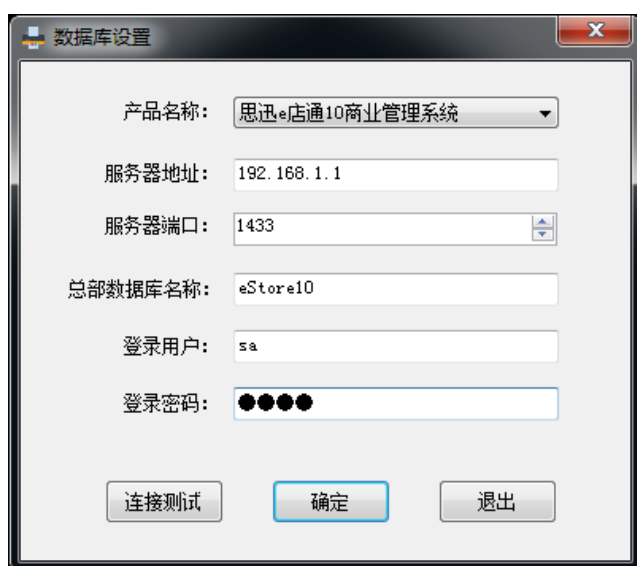 数据库设置
产品名称： 思迅e店通10商业管理系统
服务器地址： 192.168.1.1
服务器端口： 1433
总部数据库名称： eStore10
登录用户： sa
登录密码： ●●●●
连接测试 确定 退出